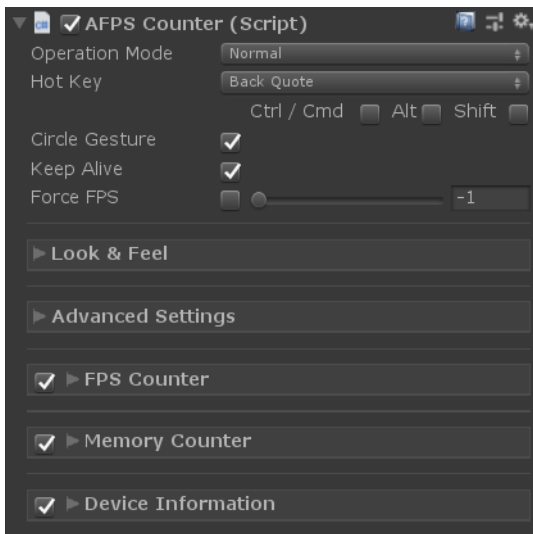 AFPS Counter (Script)
Operation Mode Normal
Hot Key Back Quote
Ctrl / Cmd Alt Shift
Circle Gesture
Keep Alive
Force FPS -1
Look & Feel
Advanced Settings
FPS Counter
Memory Counter
Device Information